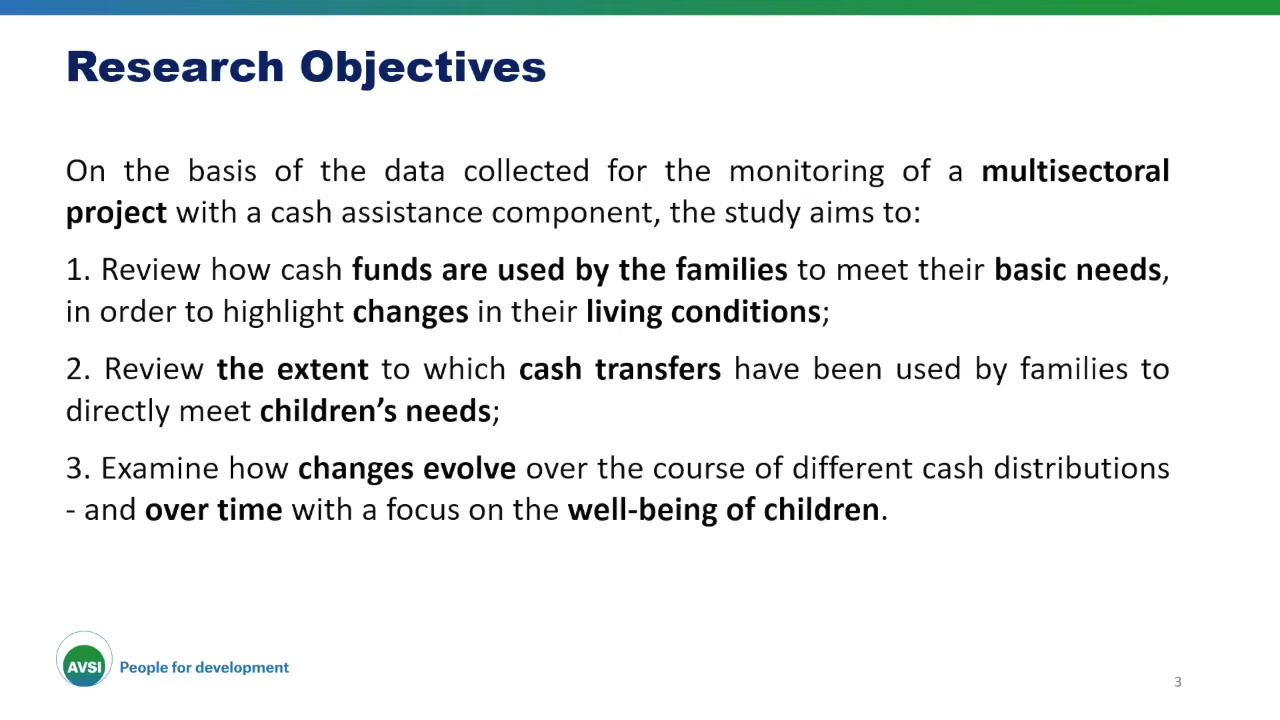 Research Objectives
On the basis of the data collected for the monitoring of a multisectoral
project with a cash assistance component, the study aims to:
1. Review how cash funds are used by the families to meet their basic needs,
in order to highlight changes in their living conditions;
2. Review the extent to which cash transfers have been used by families to
directly meet children’s needs;
3. Examine how changes evolve over the course of different cash distributions
- and over time with a focus on the well-being of children.
AVSI People for development
3